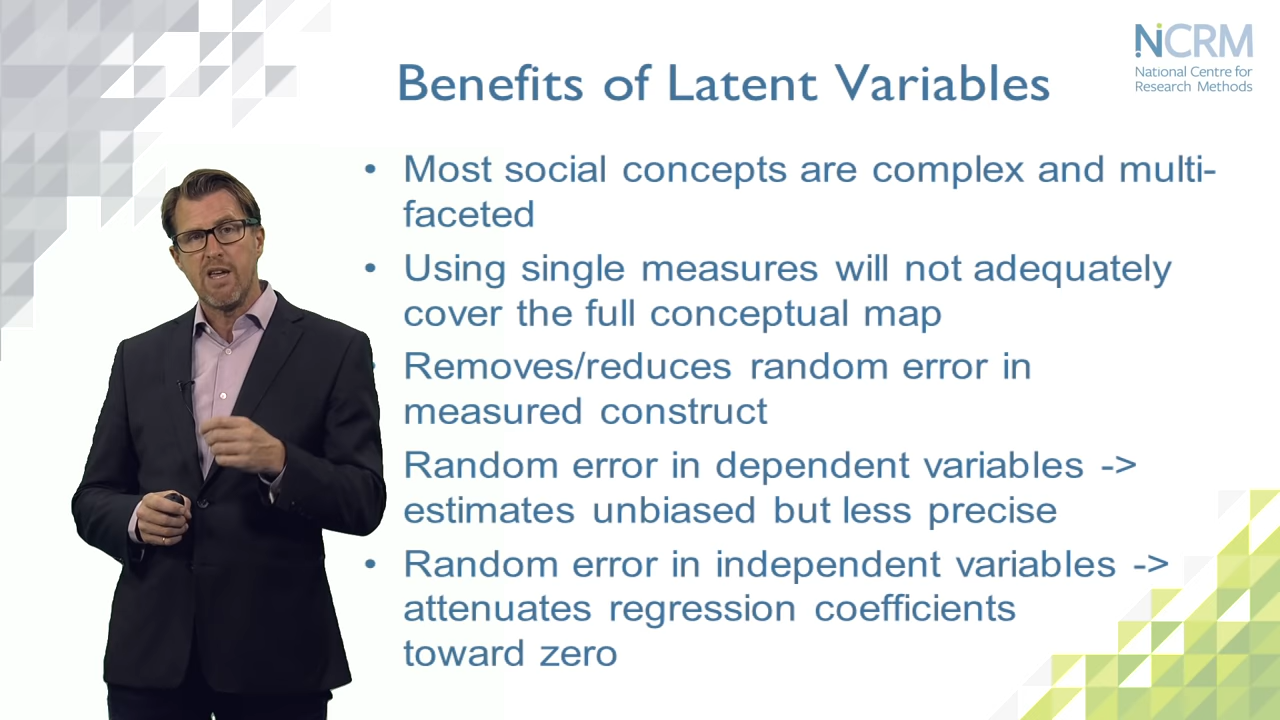 NCRM
National Centre for
Research Methods
Benefits of Latent Variables
• Most social concepts are complex and multi-
faceted
• Using single measures will not adequately
cover the full conceptual map
Removes/reduces random error in
measured construct
Random error in dependent variables ->
estimates unbiased but less precise
• Random error in independent variables ->
attenuates regression coefficients
toward zero